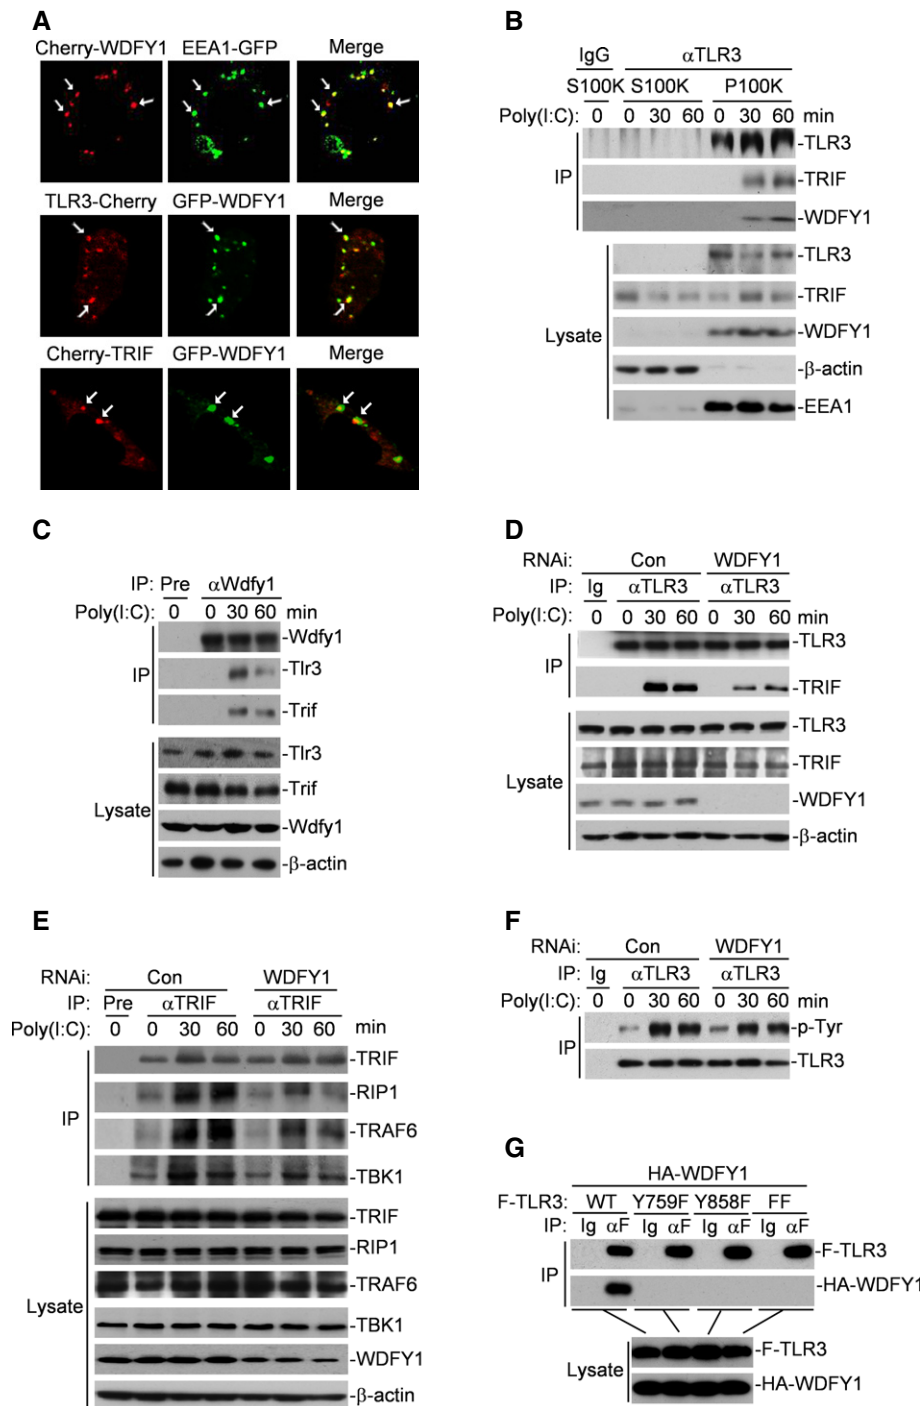 A
Cherry-WDFY1 EEA1-GFP Merge
TLR3-Cherry GFP-WDFY1 Merge
Cherry-TRIF GFP-WDFY1 Merge
B
IgG αTLR3
S100K S100K P100K
Poly(I:C): 0 0 30 60 0 30 60 min
IP
-TLR3
-TRIF
-WDFY1
Lysate
-TLR3
-TRIF
-WDFY1
-β-actin
-EEA1
C
IP: Pre αWdfy1
Poly(I:C): 0 0 30 60 min
IP
-Wdfy1
-Tlr3
-Trif
Lysate
-Tlr3
-Trif
-Wdfy1
-β-actin
D
RNAi: Con WDFY1
IP: Ig αTLR3 αTLR3
Poly(I:C): 0 0 30 60 0 30 60 min
IP
-TLR3
-TRIF
Lysate
-TLR3
-TRIF
-WDFY1
-β-actin
E
RNAi: Con WDFY1
IP: Pre αTRIF αTRIF
Poly(I:C): 0 0 30 60 0 30 60 min
IP
-TRIF
-RIP1
-TRAF6
-TBK1
Lysate
-TRIF
-RIP1
-TRAF6
-TBK1
-WDFY1
-β-actin
F
RNAi: Con WDFY1
IP: Ig αTLR3 αTLR3
Poly(I:C): 0 0 30 60 0 30 60 min
IP
-p-Tyr
-TLR3
G
HA-WDFY1
F-TLR3: WT Y759F Y858F FF
IP: Ig αF Ig αF Ig αF Ig αF
IP
-F-TLR3
-HA-WDFY1
Lysate
-F-TLR3
-HA-WDFY1